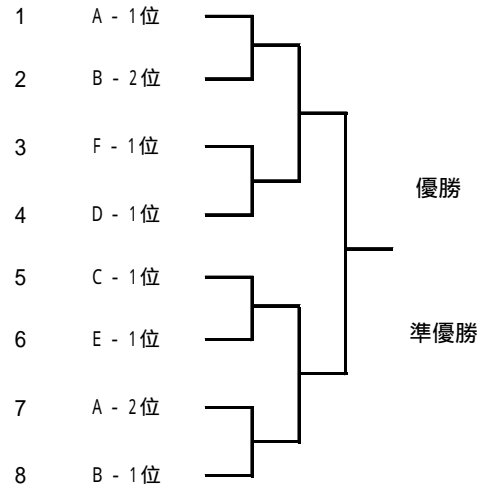 1 A - 1位
2 B - 2位
3 F - 1位
4 D - 1位
優勝
5 C - 1位
準優勝
6 E - 1位
7 A - 2位
8 B - 1位